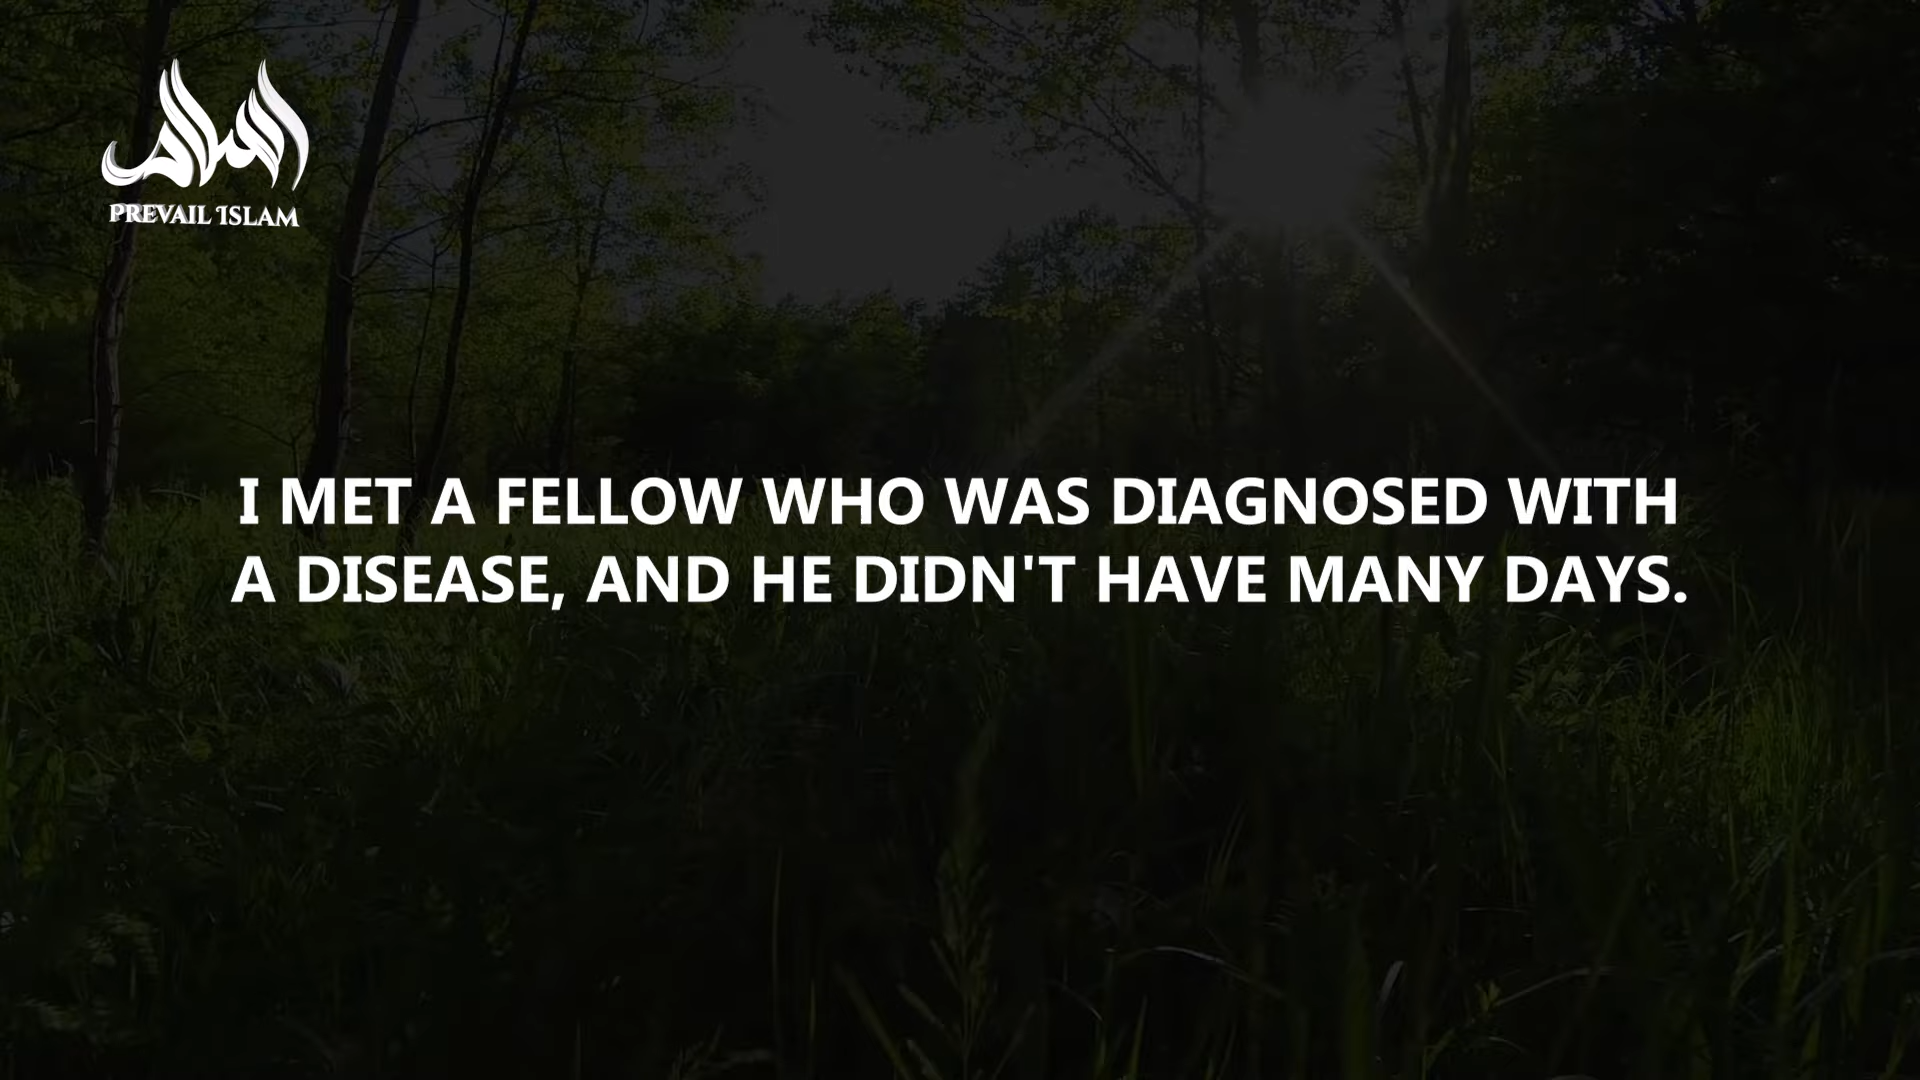 PREVAIL ISLAM
I MET A FELLOW WHO WAS DIAGNOSED WITH
A DISEASE, AND HE DIDN'T HAVE MANY DAYS.